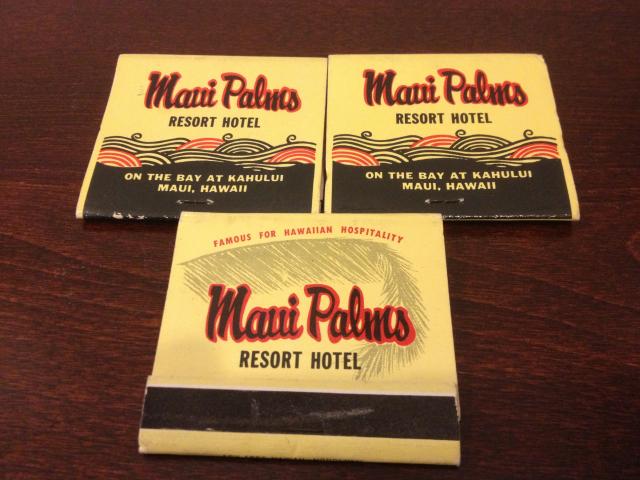 Maui Palms
RESORT HOTEL
ON THE BAY AT KAHULUI
MAUI, HAWAII
Maui Palms
RESORT HOTEL
ON THE BAY AT KAHULUI
MAUI, HAWAII
FAMOUS FOR HAWAIIAN HOSPITALITY
Maui Palms
RESORT HOTEL